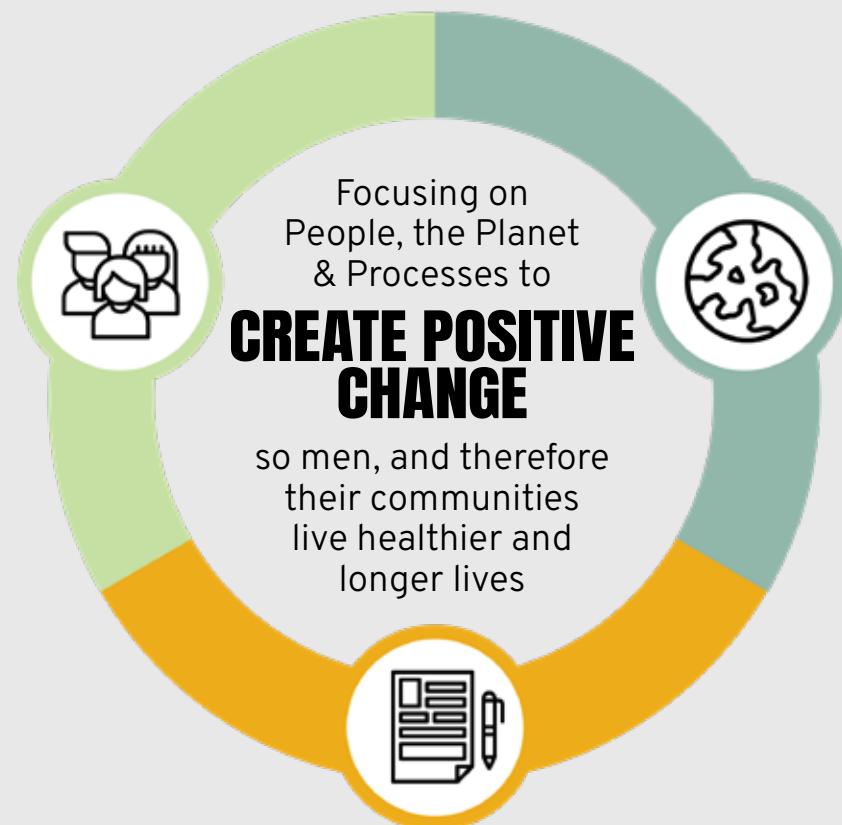 Focusing on
People, the Planet
& Processes to
CREATE POSITIVE
CHANGE
so men, and therefore
their communities
live healthier and
longer lives